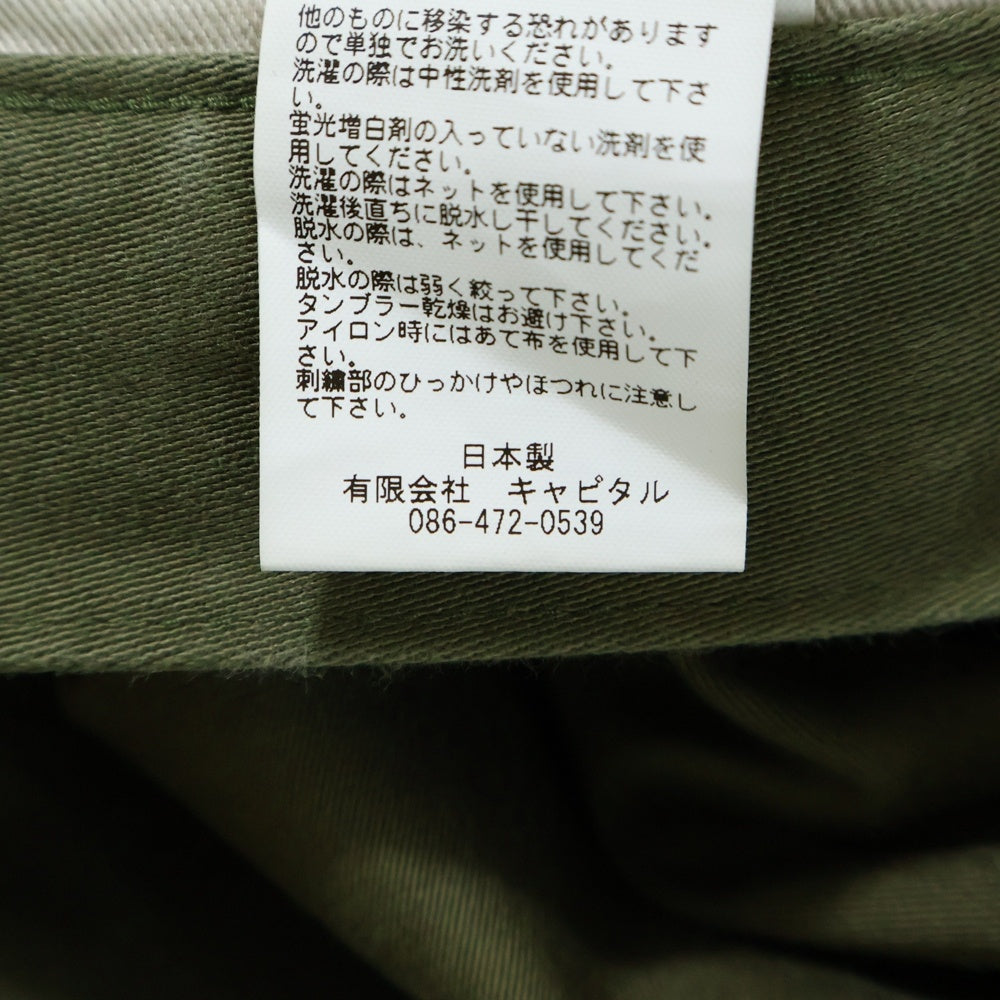 他のものに移染する恐れがあります
ので単独でお洗いください。
洗濯の際は中性洗剤を使用して下さ
い。
蛍光増白剤の入っていない洗剤を使
用してください。
洗濯の際はネットを使用して下さい。
洗濯後直ちに脱水し干してください。
脱水の際は、ネットを使用してくだ
さい。
脱水の際は弱く絞って下さい。
タンブラー乾燥はお避け下さい。
アイロン時にはあて布を使用して下
さい。
刺繍部のひっかけやほつれに注意し
て下さい。
日本製
有限会社　キャピタル
086-472-0539